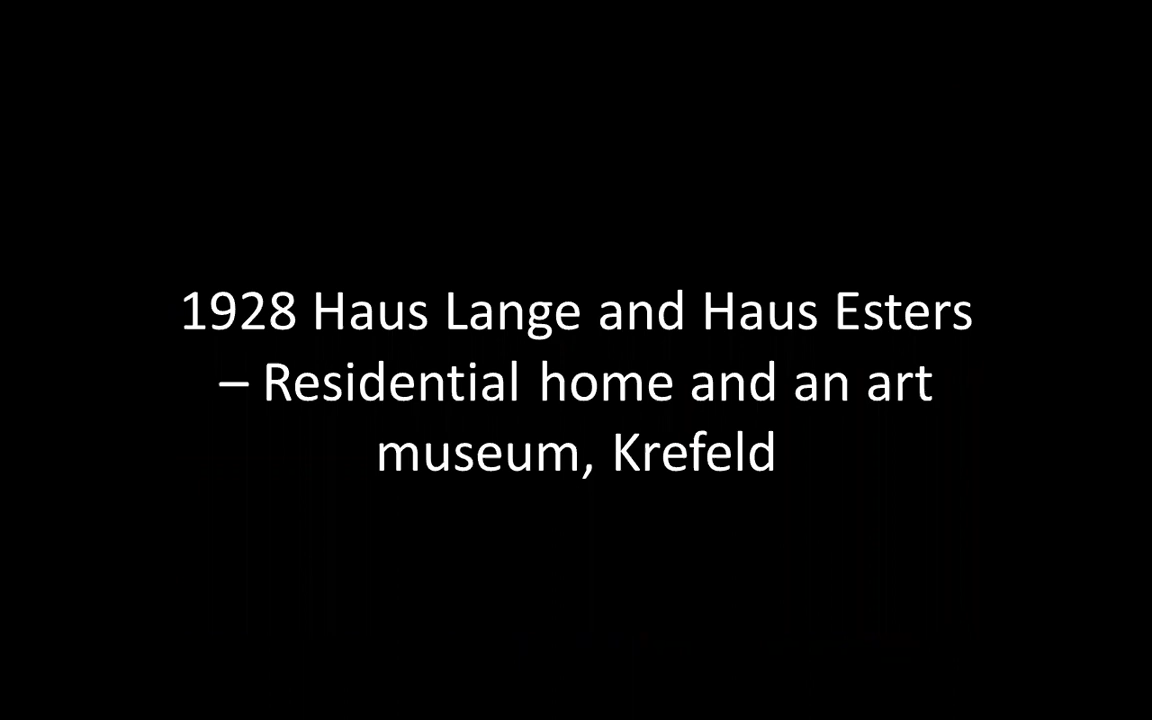 1928 Haus Lange and Haus Esters
– Residential home and an art
museum, Krefeld